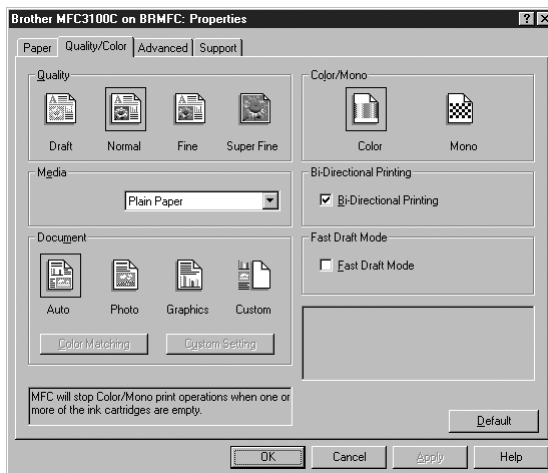 Brother MFC3100C on BRMFC: Properties
Paper Quality/Color Advanced Support
Quality
Draft Normal Fine Super Fine
Color/Mono
Color Mono
Media
Plain Paper
Bi-Directional Printing
Bi-Directional Printing
Document
Auto Photo Graphics Custom
Color Matching Custom Setting
Fast Draft Mode
Fast Draft Mode
MFC will stop Color/Mono print operations when one or
more of the ink cartridges are empty.
Default
OK Cancel Apply Help